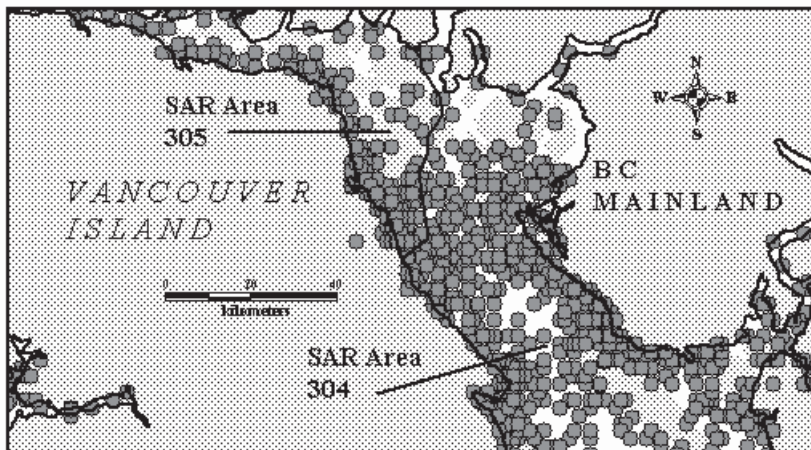 SAR Area
305
N
W E
S
VANCOUVER
ISLAND
BC
MAINLAND
0 20 40
kilometers
SAR Area
304